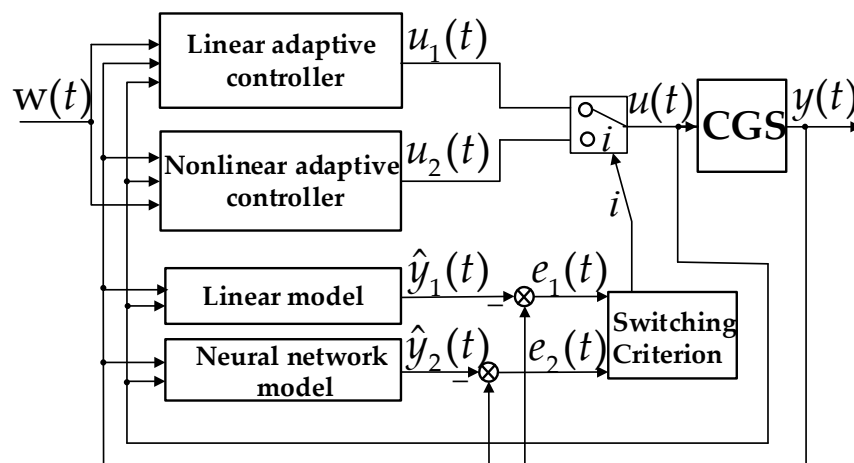 Linear adaptive
controller
u₁(t)
w(t)
u(t)
CGS
y(t)
i
Nonlinear adaptive
controller
u₂(t)
i
Linear model
ŷ₁(t)
−
e₁(t)
Switching
Criterion
Neural network
model
ŷ₂(t)
−
e₂(t)